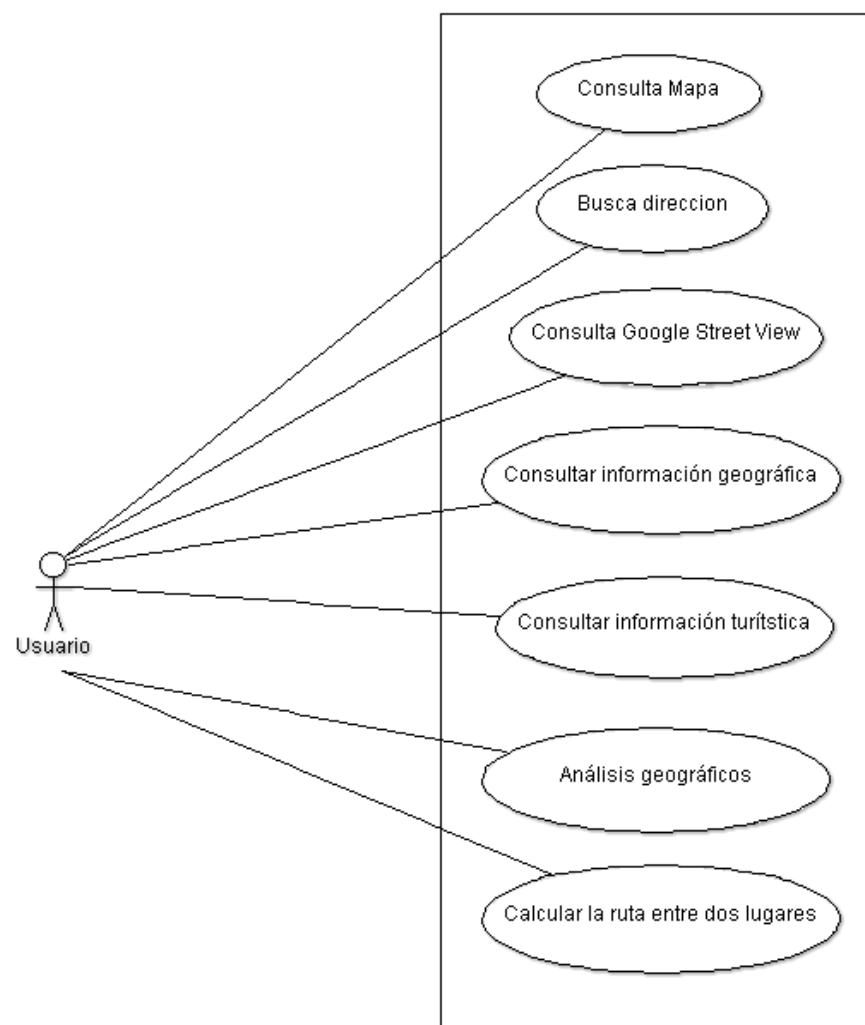 Consulta Mapa
Busca direccion
Consulta Google Street View
Consultar información geográfica
Usuario
Consultar información turítstica
Análisis geográficos
Calcular la ruta entre dos lugares